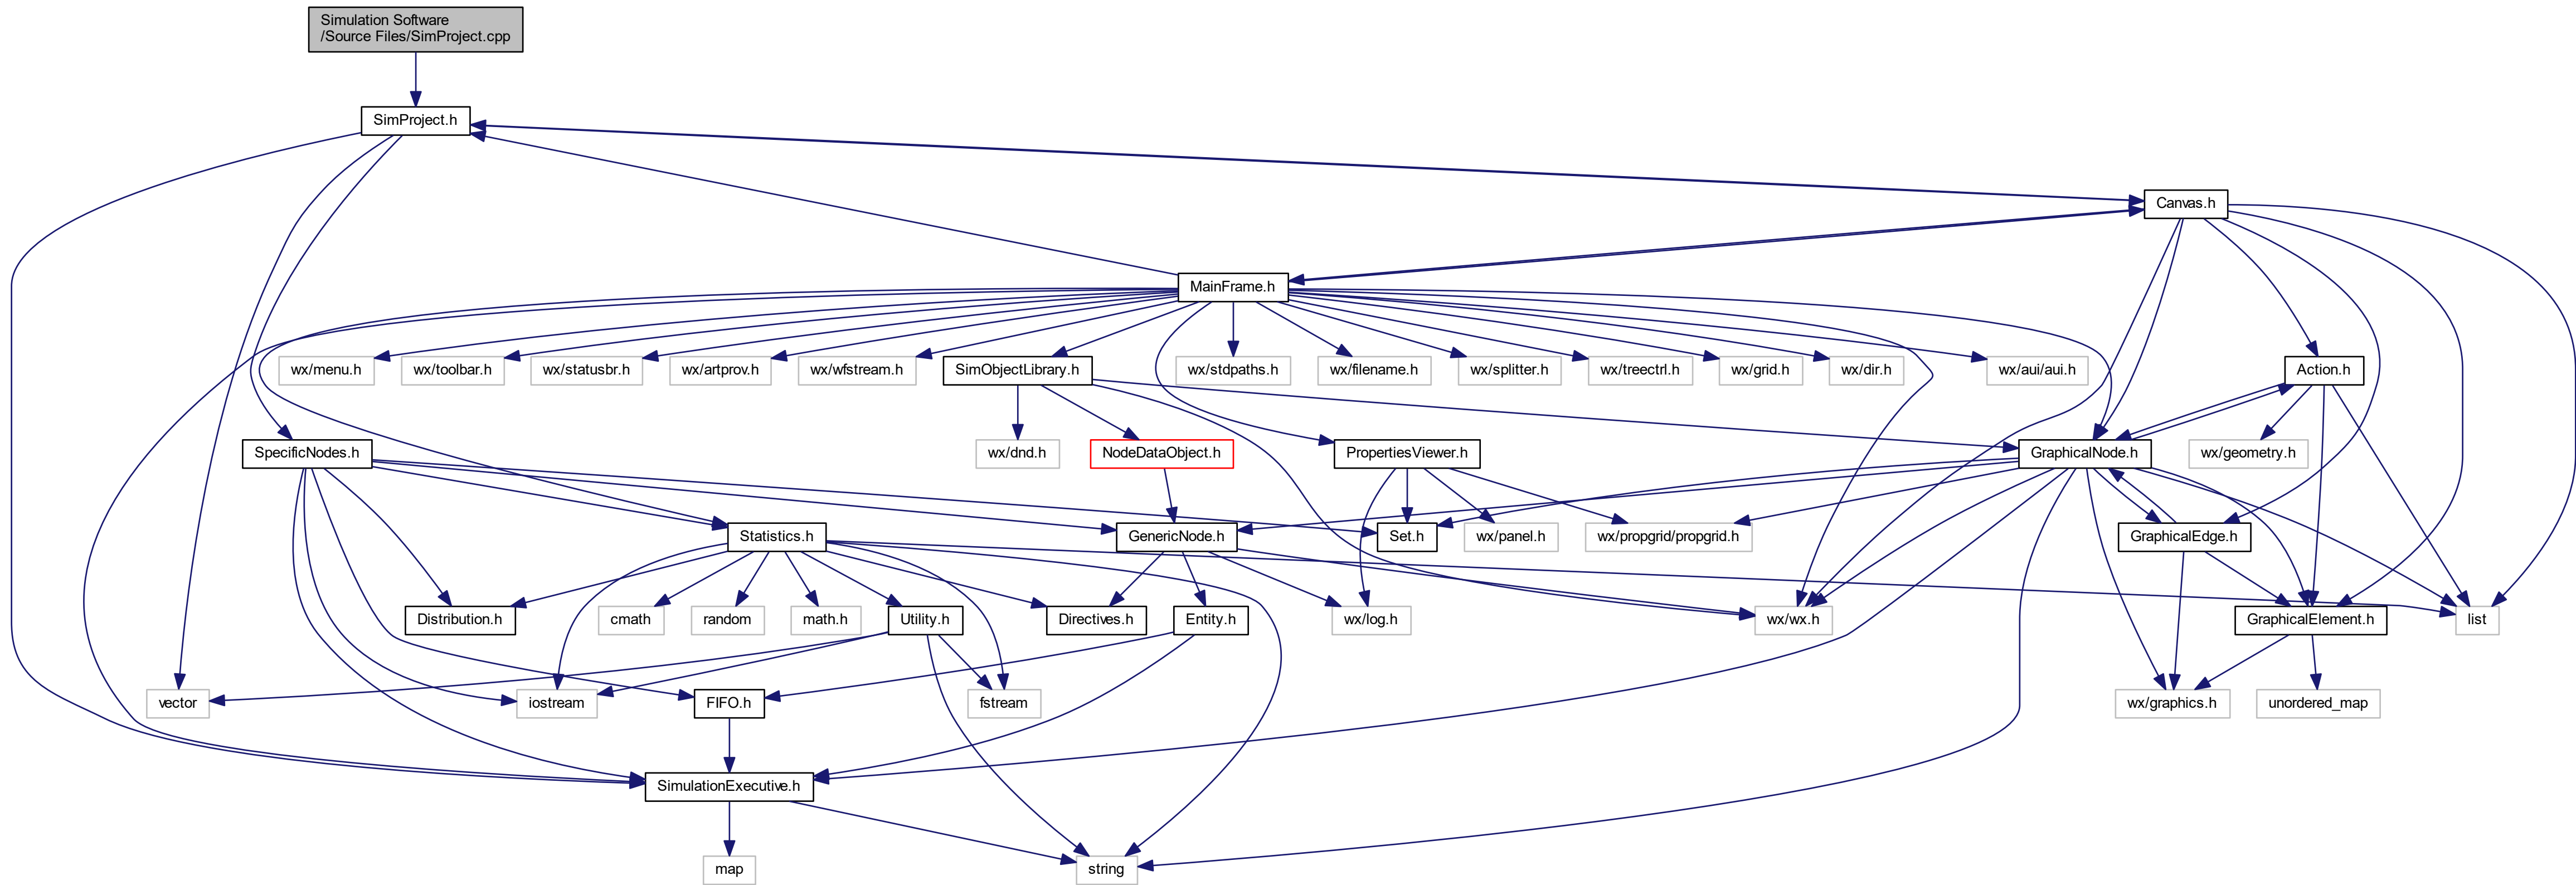 Simulation Software
/Source Files/SimProject.cpp
SimProject.h
Canvas.h
MainFrame.h
wx/menu.h
wx/toolbar.h
wx/statusbr.h
wx/artprov.h
wx/wfstream.h
SimObjectLibrary.h
wx/stdpaths.h
wx/filename.h
wx/splitter.h
wx/treectrl.h
wx/grid.h
wx/dir.h
wx/aui/aui.h
Action.h
SpecificNodes.h
wx/dnd.h
NodeDataObject.h
PropertiesViewer.h
GraphicalNode.h
wx/geometry.h
Statistics.h
GenericNode.h
Set.h
wx/panel.h
wx/propgrid/propgrid.h
GraphicalEdge.h
Distribution.h
cmath
random
math.h
Utility.h
Directives.h
Entity.h
wx/log.h
wx/wx.h
GraphicalElement.h
list
vector
iostream
FIFO.h
fstream
wx/graphics.h
unordered_map
SimulationExecutive.h
map
string